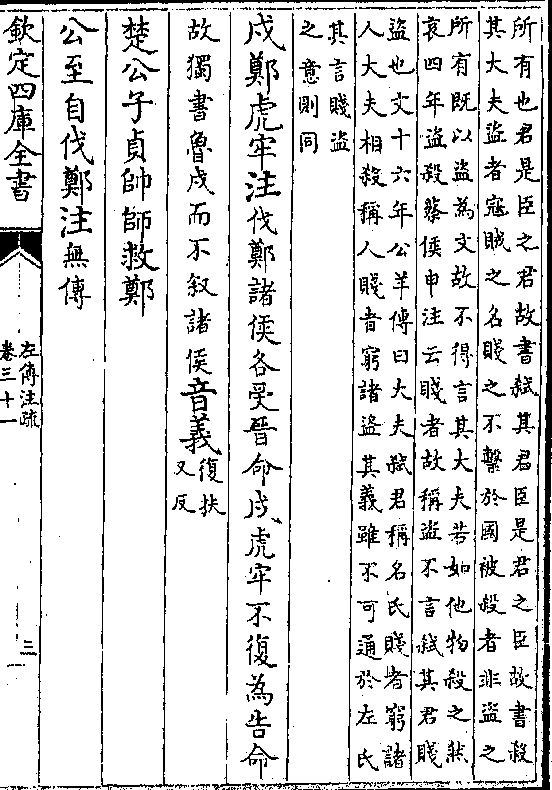 所有也君是臣之君故書弑其君臣是君之臣故書殺
其大夫盜者寇賊之名賤之不繫於國被殺者非盜之
所有既以盜為文故不得言其大夫若如他物殺之然
哀四年盜殺蔡侯申注云賤者故稱盜不言弑其君賤
盜也文十六年公羊傳曰大夫弑君稱名氏賤者窮諸
人大夫相殺稱人賤者窮諸盜其義雖不可通於左氏
其言賤盜
之意則同
戍鄭虎牢注伐鄭諸侯各受晉命戍虎牢不復為告命
故獨書魯戍而不叙諸侯音義復扶
又反
楚公子貞帥師救鄭
公至自伐鄭注無傳
欽定四庫全書
左傳注疏
卷三十一
三